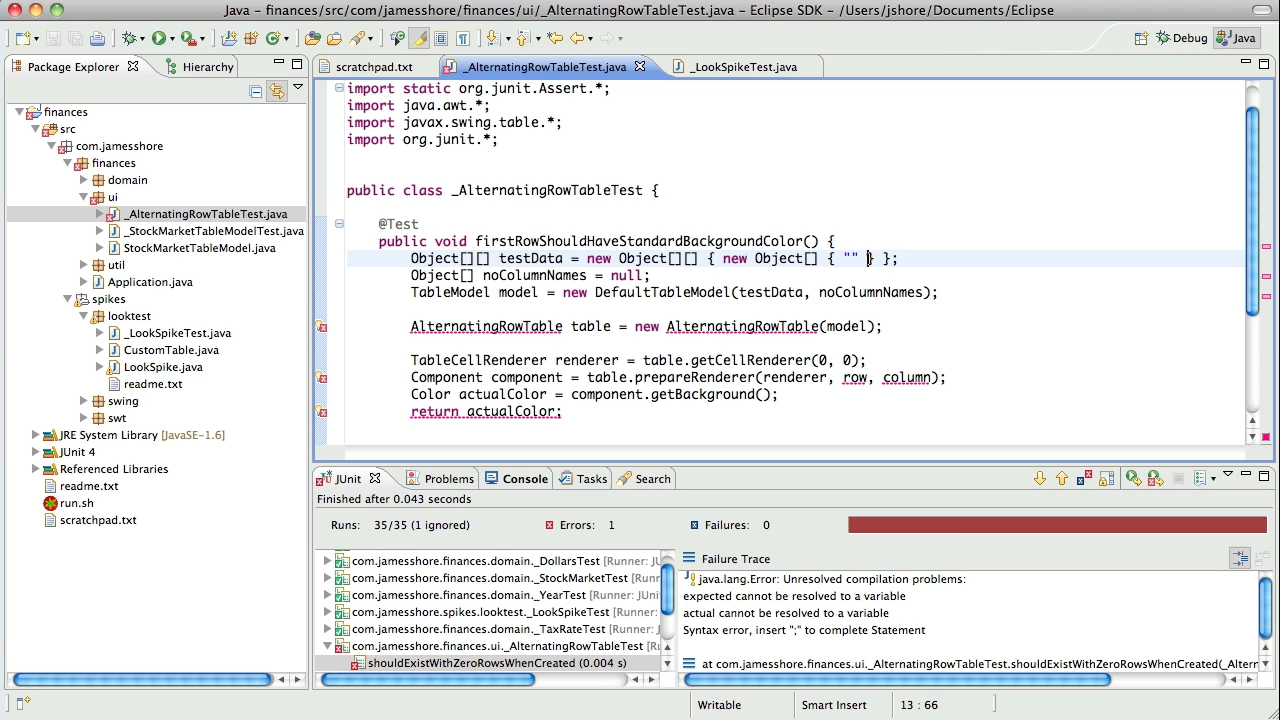 Java – finances/src/com/jamesshore/finances/ui/_AlternatingRowTableTest.java – Eclipse SDK – /Users/jshore/Documents/Eclipse
Debug
Java
Package Explorer
Hierarchy
finances
src
com.jamesshore
finances
domain
ui
_AlternatingRowTableTest.java
_StockMarketTableModelTest.java
StockMarketTableModel.java
util
Application.java
spikes
looktest
_LookSpikeTest.java
CustomTable.java
LookSpike.java
readme.txt
swing
swt
JRE System Library [JavaSE-1.6]
JUnit 4
Referenced Libraries
readme.txt
run.sh
scratchpad.txt
scratchpad.txt
_AlternatingRowTableTest.java
_LookSpikeTest.java
import static org.junit.Assert.*;
import java.awt.*;
import javax.swing.table.*;
import org.junit.*;
public class _AlternatingRowTableTest {
@Test
public void firstRowShouldHaveStandardBackgroundColor() {
Object[][] testData = new Object[][] { new Object[] { "" } };
Object[] noColumnNames = null;
TableModel model = new DefaultTableModel(testData, noColumnNames);
AlternatingRowTable table = new AlternatingRowTable(model);
TableCellRenderer renderer = table.getCellRenderer(0, 0);
Component component = table.prepareRenderer(renderer, row, column);
Color actualColor = component.getBackground();
return actualColor;
JUnit
Problems
Console
Tasks
Search
Finished after 0.043 seconds
Runs: 35/35 (1 ignored)
Errors: 1
Failures: 0
com.jamesshore.finances.domain._DollarsTest [Runner: JU
com.jamesshore.finances.domain._StockMarketTest [Runner:
com.jamesshore.finances.domain._YearTest [Runner: JUnit
com.jamesshore.spikes.looktest._LookSpikeTest [Runner: JU
com.jamesshore.finances.domain._TaxRateTest [Runner: JU
com.jamesshore.finances.ui._AlternatingRowTableTest [Ru
shouldExistWithZeroRowsWhenCreated (0.004 s)
Failure Trace
java.lang.Error: Unresolved compilation problems:
expected cannot be resolved to a variable
actual cannot be resolved to a variable
Syntax error, insert ";" to complete Statement
at com.jamesshore.finances.ui._AlternatingRowTableTest.shouldExistWithZeroRowsWhenCreated(_Alter
Writable
Smart Insert
13 : 66